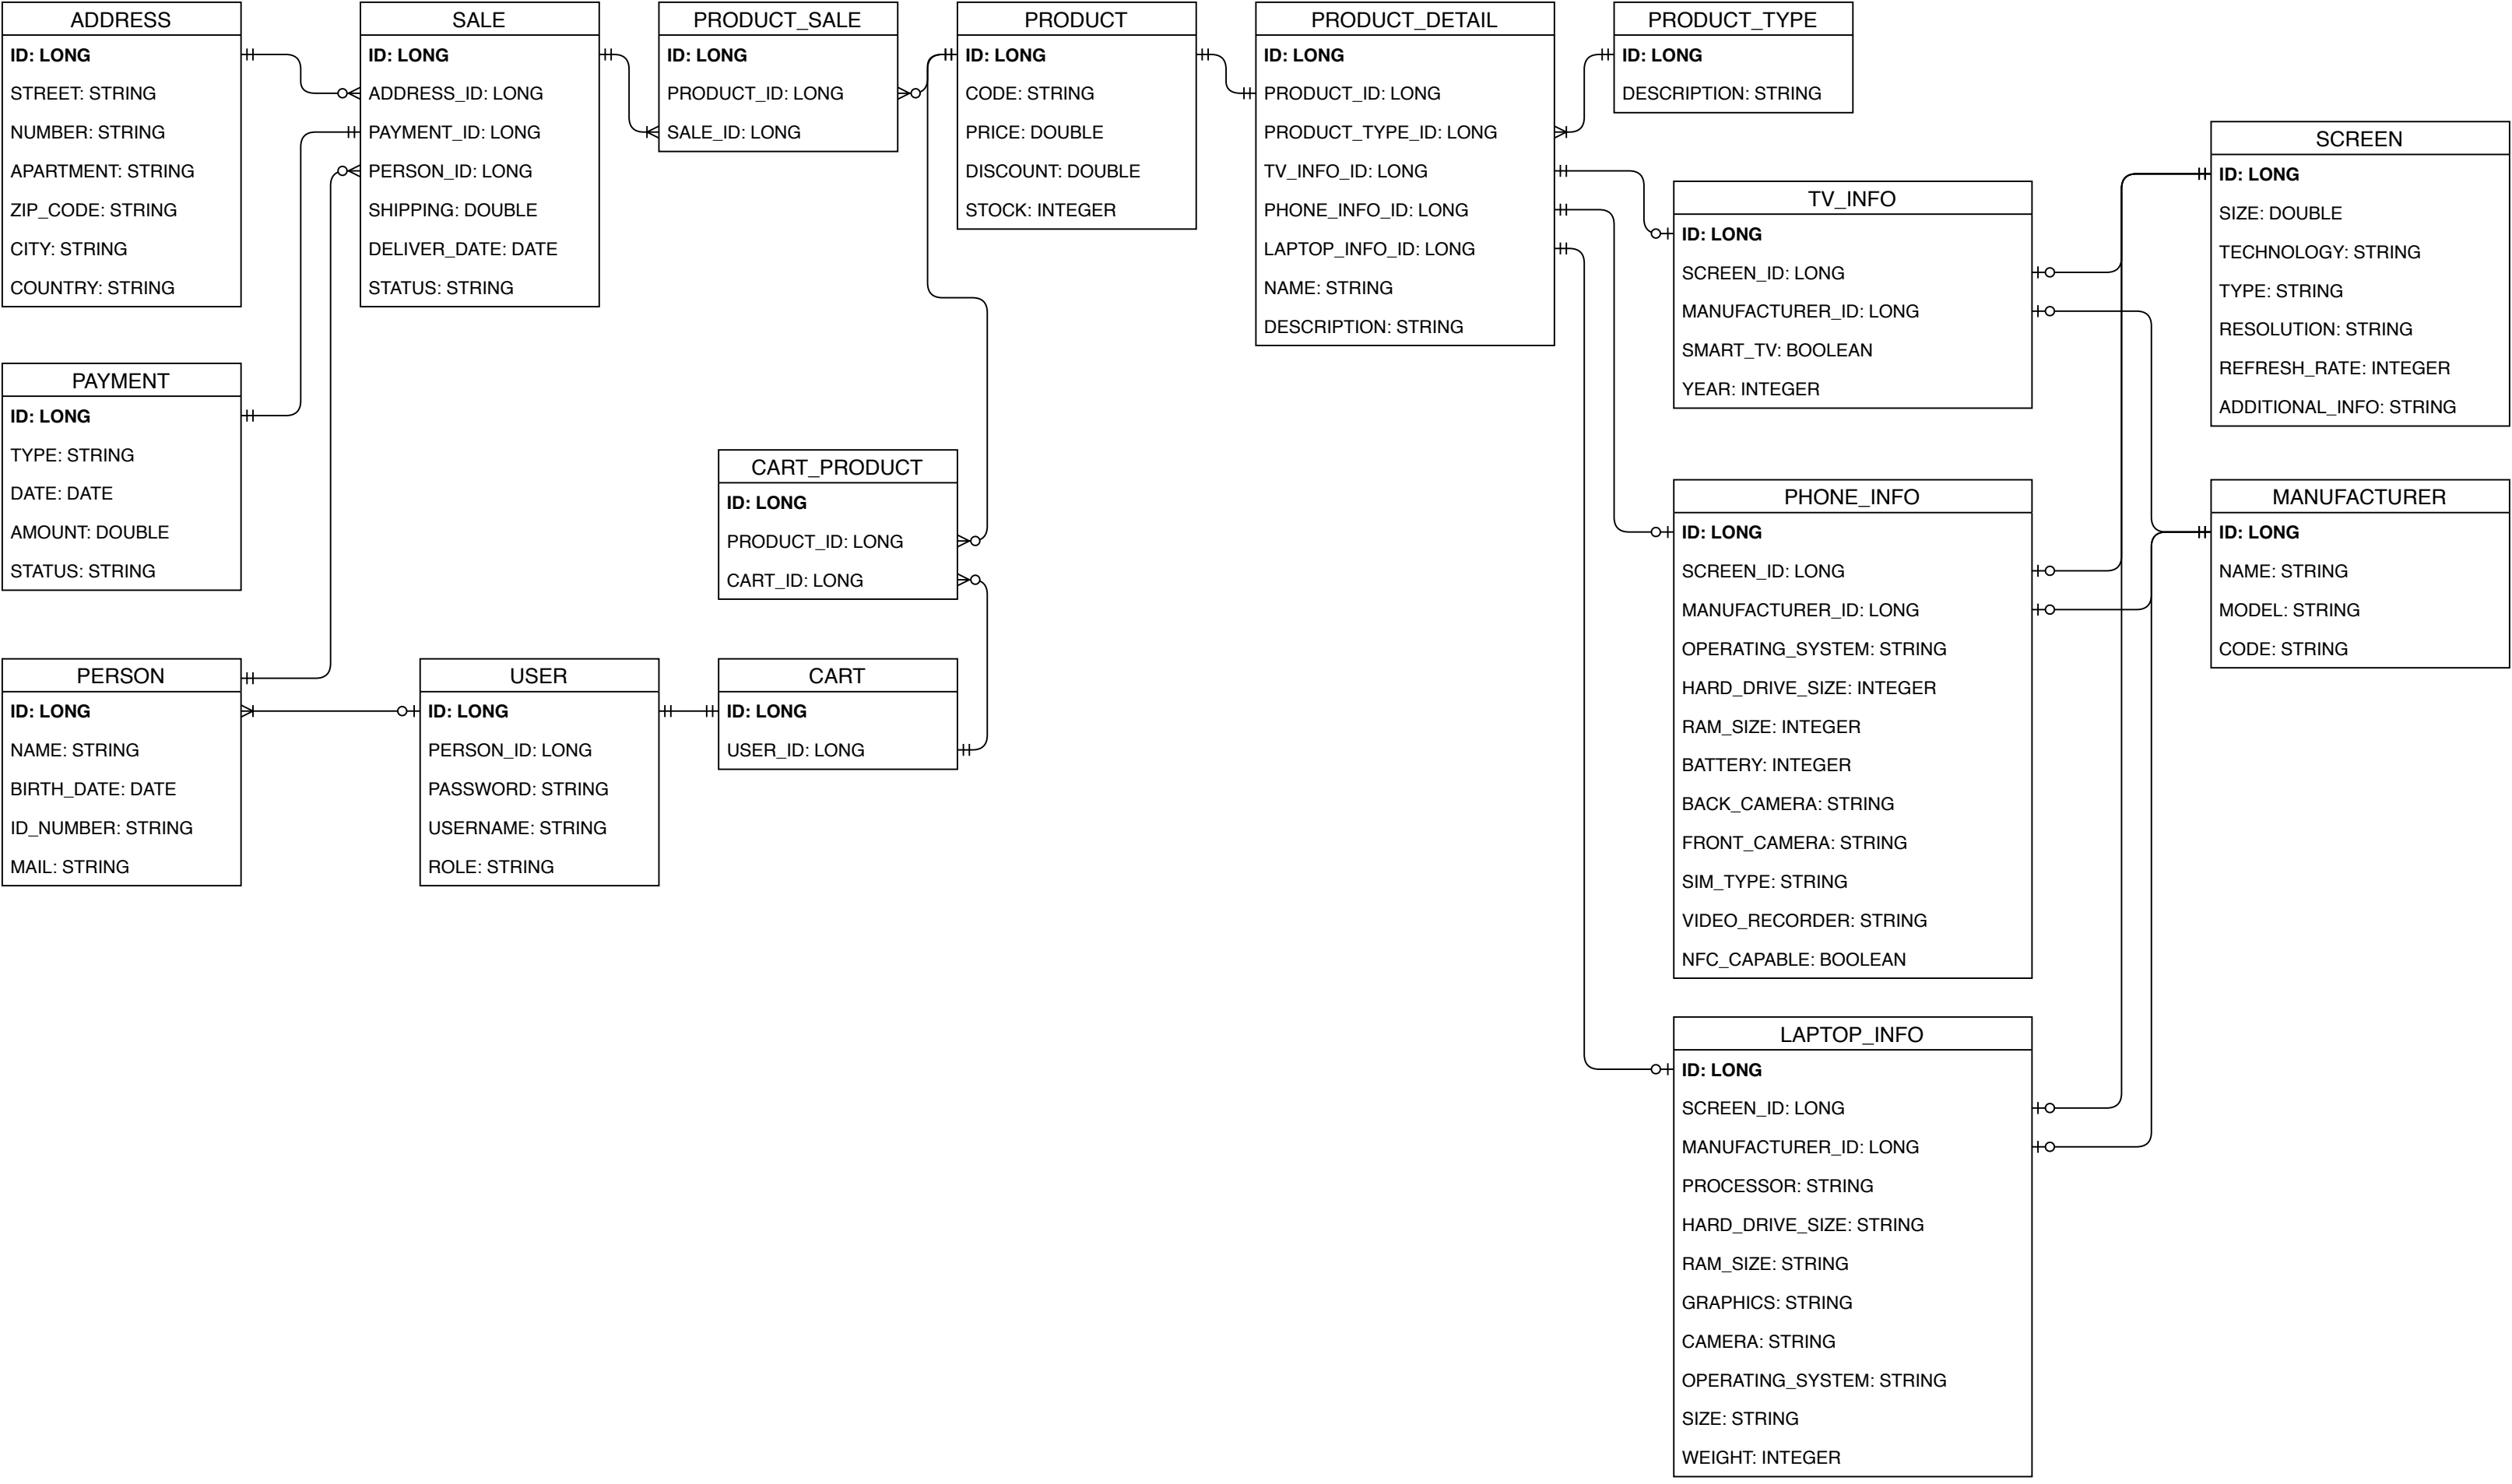 ADDRESS
ID: LONG
STREET: STRING
NUMBER: STRING
APARTMENT: STRING
ZIP_CODE: STRING
CITY: STRING
COUNTRY: STRING
SALE
ID: LONG
ADDRESS_ID: LONG
PAYMENT_ID: LONG
PERSON_ID: LONG
SHIPPING: DOUBLE
DELIVER_DATE: DATE
STATUS: STRING
PRODUCT_SALE
ID: LONG
PRODUCT_ID: LONG
SALE_ID: LONG
PRODUCT
ID: LONG
CODE: STRING
PRICE: DOUBLE
DISCOUNT: DOUBLE
STOCK: INTEGER
PRODUCT_DETAIL
ID: LONG
PRODUCT_ID: LONG
PRODUCT_TYPE_ID: LONG
TV_INFO_ID: LONG
PHONE_INFO_ID: LONG
LAPTOP_INFO_ID: LONG
NAME: STRING
DESCRIPTION: STRING
PRODUCT_TYPE
ID: LONG
DESCRIPTION: STRING
TV_INFO
ID: LONG
SCREEN_ID: LONG
MANUFACTURER_ID: LONG
SMART_TV: BOOLEAN
YEAR: INTEGER
SCREEN
ID: LONG
SIZE: DOUBLE
TECHNOLOGY: STRING
TYPE: STRING
RESOLUTION: STRING
REFRESH_RATE: INTEGER
ADDITIONAL_INFO: STRING
PAYMENT
ID: LONG
TYPE: STRING
DATE: DATE
AMOUNT: DOUBLE
STATUS: STRING
CART_PRODUCT
ID: LONG
PRODUCT_ID: LONG
CART_ID: LONG
PHONE_INFO
ID: LONG
SCREEN_ID: LONG
MANUFACTURER_ID: LONG
OPERATING_SYSTEM: STRING
HARD_DRIVE_SIZE: INTEGER
RAM_SIZE: INTEGER
BATTERY: INTEGER
BACK_CAMERA: STRING
FRONT_CAMERA: STRING
SIM_TYPE: STRING
VIDEO_RECORDER: STRING
NFC_CAPABLE: BOOLEAN
MANUFACTURER
ID: LONG
NAME: STRING
MODEL: STRING
CODE: STRING
PERSON
ID: LONG
NAME: STRING
BIRTH_DATE: DATE
ID_NUMBER: STRING
MAIL: STRING
USER
ID: LONG
PERSON_ID: LONG
PASSWORD: STRING
USERNAME: STRING
ROLE: STRING
CART
ID: LONG
USER_ID: LONG
LAPTOP_INFO
ID: LONG
SCREEN_ID: LONG
MANUFACTURER_ID: LONG
PROCESSOR: STRING
HARD_DRIVE_SIZE: STRING
RAM_SIZE: STRING
GRAPHICS: STRING
CAMERA: STRING
OPERATING_SYSTEM: STRING
SIZE: STRING
WEIGHT: INTEGER